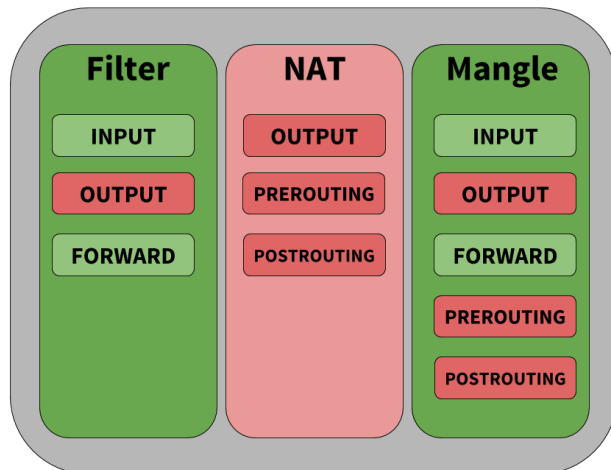 Filter
INPUT
OUTPUT
FORWARD
NAT
OUTPUT
PREROUTING
POSTROUTING
Mangle
INPUT
OUTPUT
FORWARD
PREROUTING
POSTROUTING